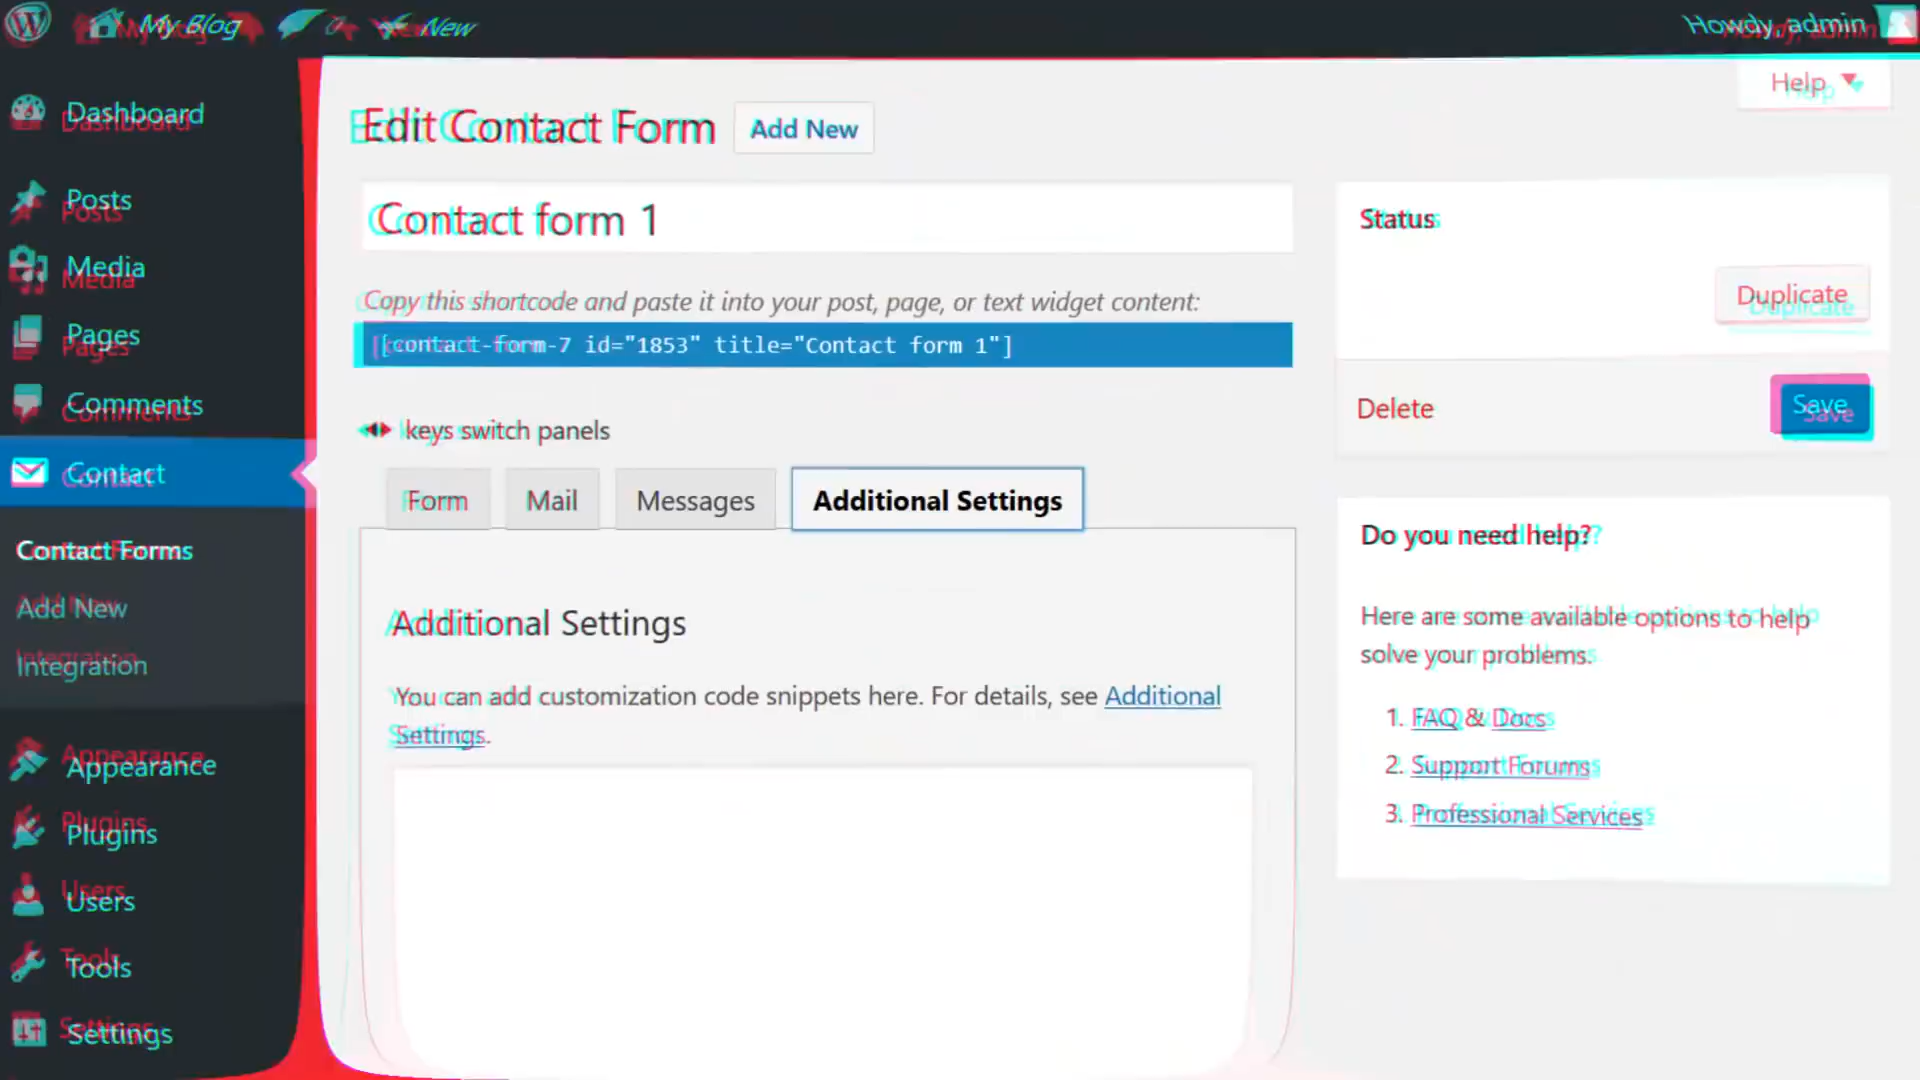 My Blog
New
Howdy, admin
Help
Dashboard
Posts
Media
Pages
Comments
Contact
Contact Forms
Add New
Integration
Appearance
Plugins
Users
Tools
Settings
Edit Contact Form
Add New
Contact form 1
Copy this shortcode and paste it into your post, page, or text widget content:
[contact-form-7 id="1853" title="Contact form 1"]
keys switch panels
Form
Mail
Messages
Additional Settings
Additional Settings
You can add customization code snippets here. For details, see Additional
Settings.
Status
Duplicate
Delete
Save
Do you need help?
Here are some available options to help
solve your problems.
1. FAQ & Docs
2. Support Forums
3. Professional Services